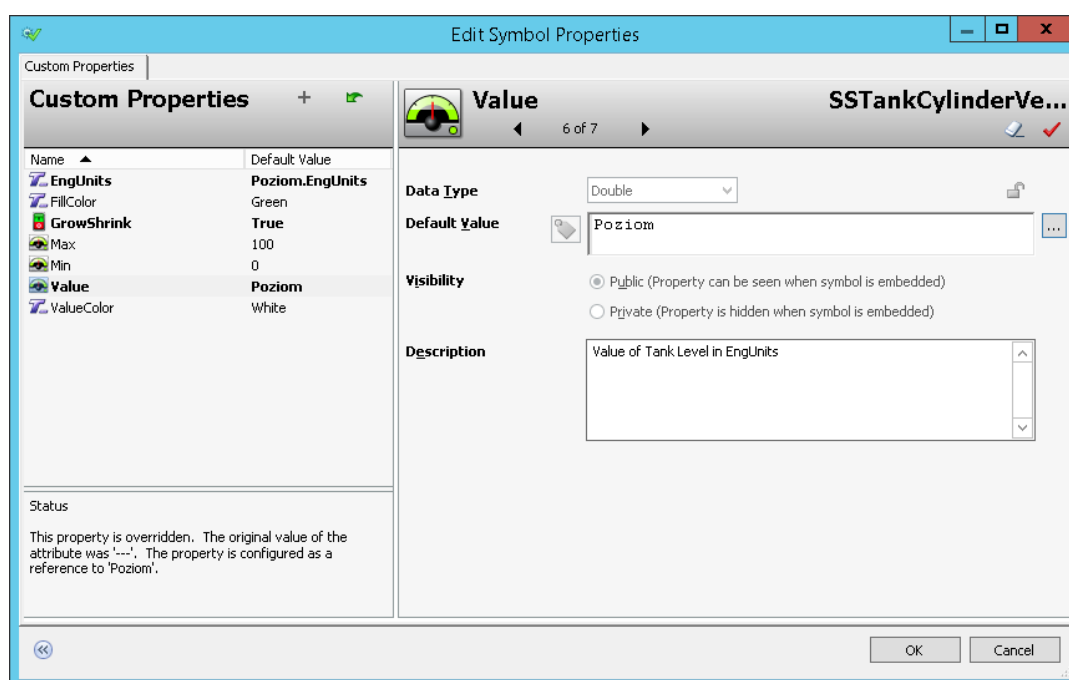 Edit Symbol Properties
Custom Properties
Custom Properties
Value
SSTankCylinderVe...
6 of 7
Name Default Value
EngUnits Poziom.EngUnits
FillColor Green
GrowShrink True
Max 100
Min 0
Value Poziom
ValueColor White
Data Type Double
Default Value Poziom ...
Visibility
Public (Property can be seen when symbol is embedded)
Private (Property is hidden when symbol is embedded)
Description Value of Tank Level in EngUnits
Status
This property is overridden. The original value of the
attribute was '---'. The property is configured as a
reference to 'Poziom'.
OK Cancel